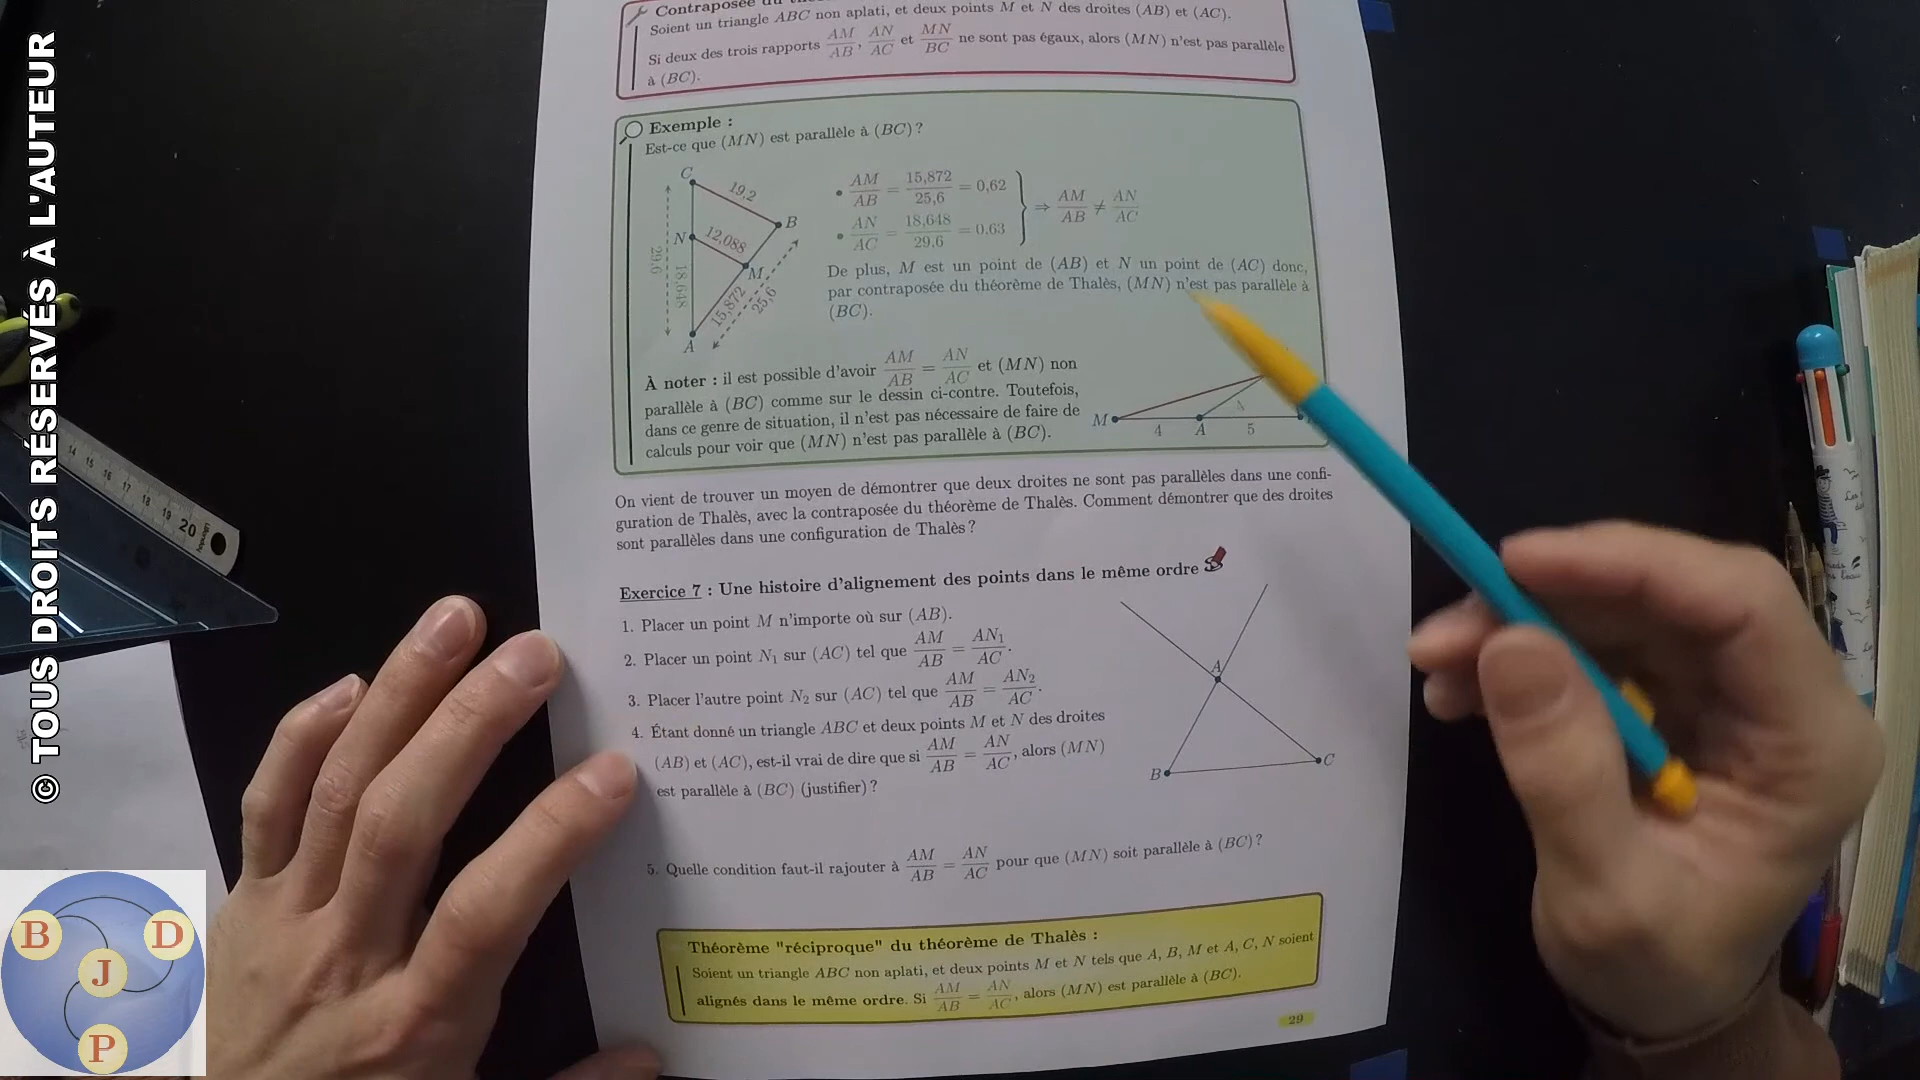 Contraposée du
Soient un triangle ABC non aplati, et deux points M et N des droites (AB) et (AC).
Si deux des trois rapports AM/AB, AN/AC et MN/BC ne sont pas égaux, alors (MN) n'est pas parallèle
à (BC).
Exemple :
Est-ce que (MN) est parallèle à (BC) ?
C
19,2
B
N
12,088
M
29,6
18,648
15,872
25,6
A
• AM/AB = 15,872/25,6 = 0,62
• AN/AC = 18,648/29,6 = 0,63
⇒ AM/AB ≠ AN/AC
De plus, M est un point de (AB) et N un point de (AC) donc,
par contraposée du théorème de Thalès, (MN) n'est pas parallèle à
(BC).
À noter : il est possible d'avoir AM/AB = AN/AC et (MN) non
parallèle à (BC) comme sur le dessin ci-contre. Toutefois,
dans ce genre de situation, il n'est pas nécessaire de faire de
calculs pour voir que (MN) n'est pas parallèle à (BC).
M
4
A
5
4
On vient de trouver un moyen de démontrer que deux droites ne sont pas parallèles dans une confi-
guration de Thalès, avec la contraposée du théorème de Thalès. Comment démontrer que des droites
sont parallèles dans une configuration de Thalès ?
Exercice 7 : Une histoire d'alignement des points dans le même ordre
1. Placer un point M n'importe où sur (AB).
2. Placer un point N₁ sur (AC) tel que AM/AB = AN₁/AC.
3. Placer l'autre point N₂ sur (AC) tel que AM/AB = AN₂/AC.
4. Étant donné un triangle ABC et deux points M et N des droites
(AB) et (AC), est-il vrai de dire que si AM/AB = AN/AC, alors (MN)
est parallèle à (BC) (justifier) ?
A
B
C
5. Quelle condition faut-il rajouter à AM/AB = AN/AC pour que (MN) soit parallèle à (BC) ?
Théorème "réciproque" du théorème de Thalès :
Soient un triangle ABC non aplati, et deux points M et N tels que A, B, M et A, C, N soient
alignés dans le même ordre. Si AM/AB = AN/AC, alors (MN) est parallèle à (BC).
29
14 15 16 17 18 19 20
© TOUS DROITS RÉSERVÉS À L'AUTEUR
B
D
J
P